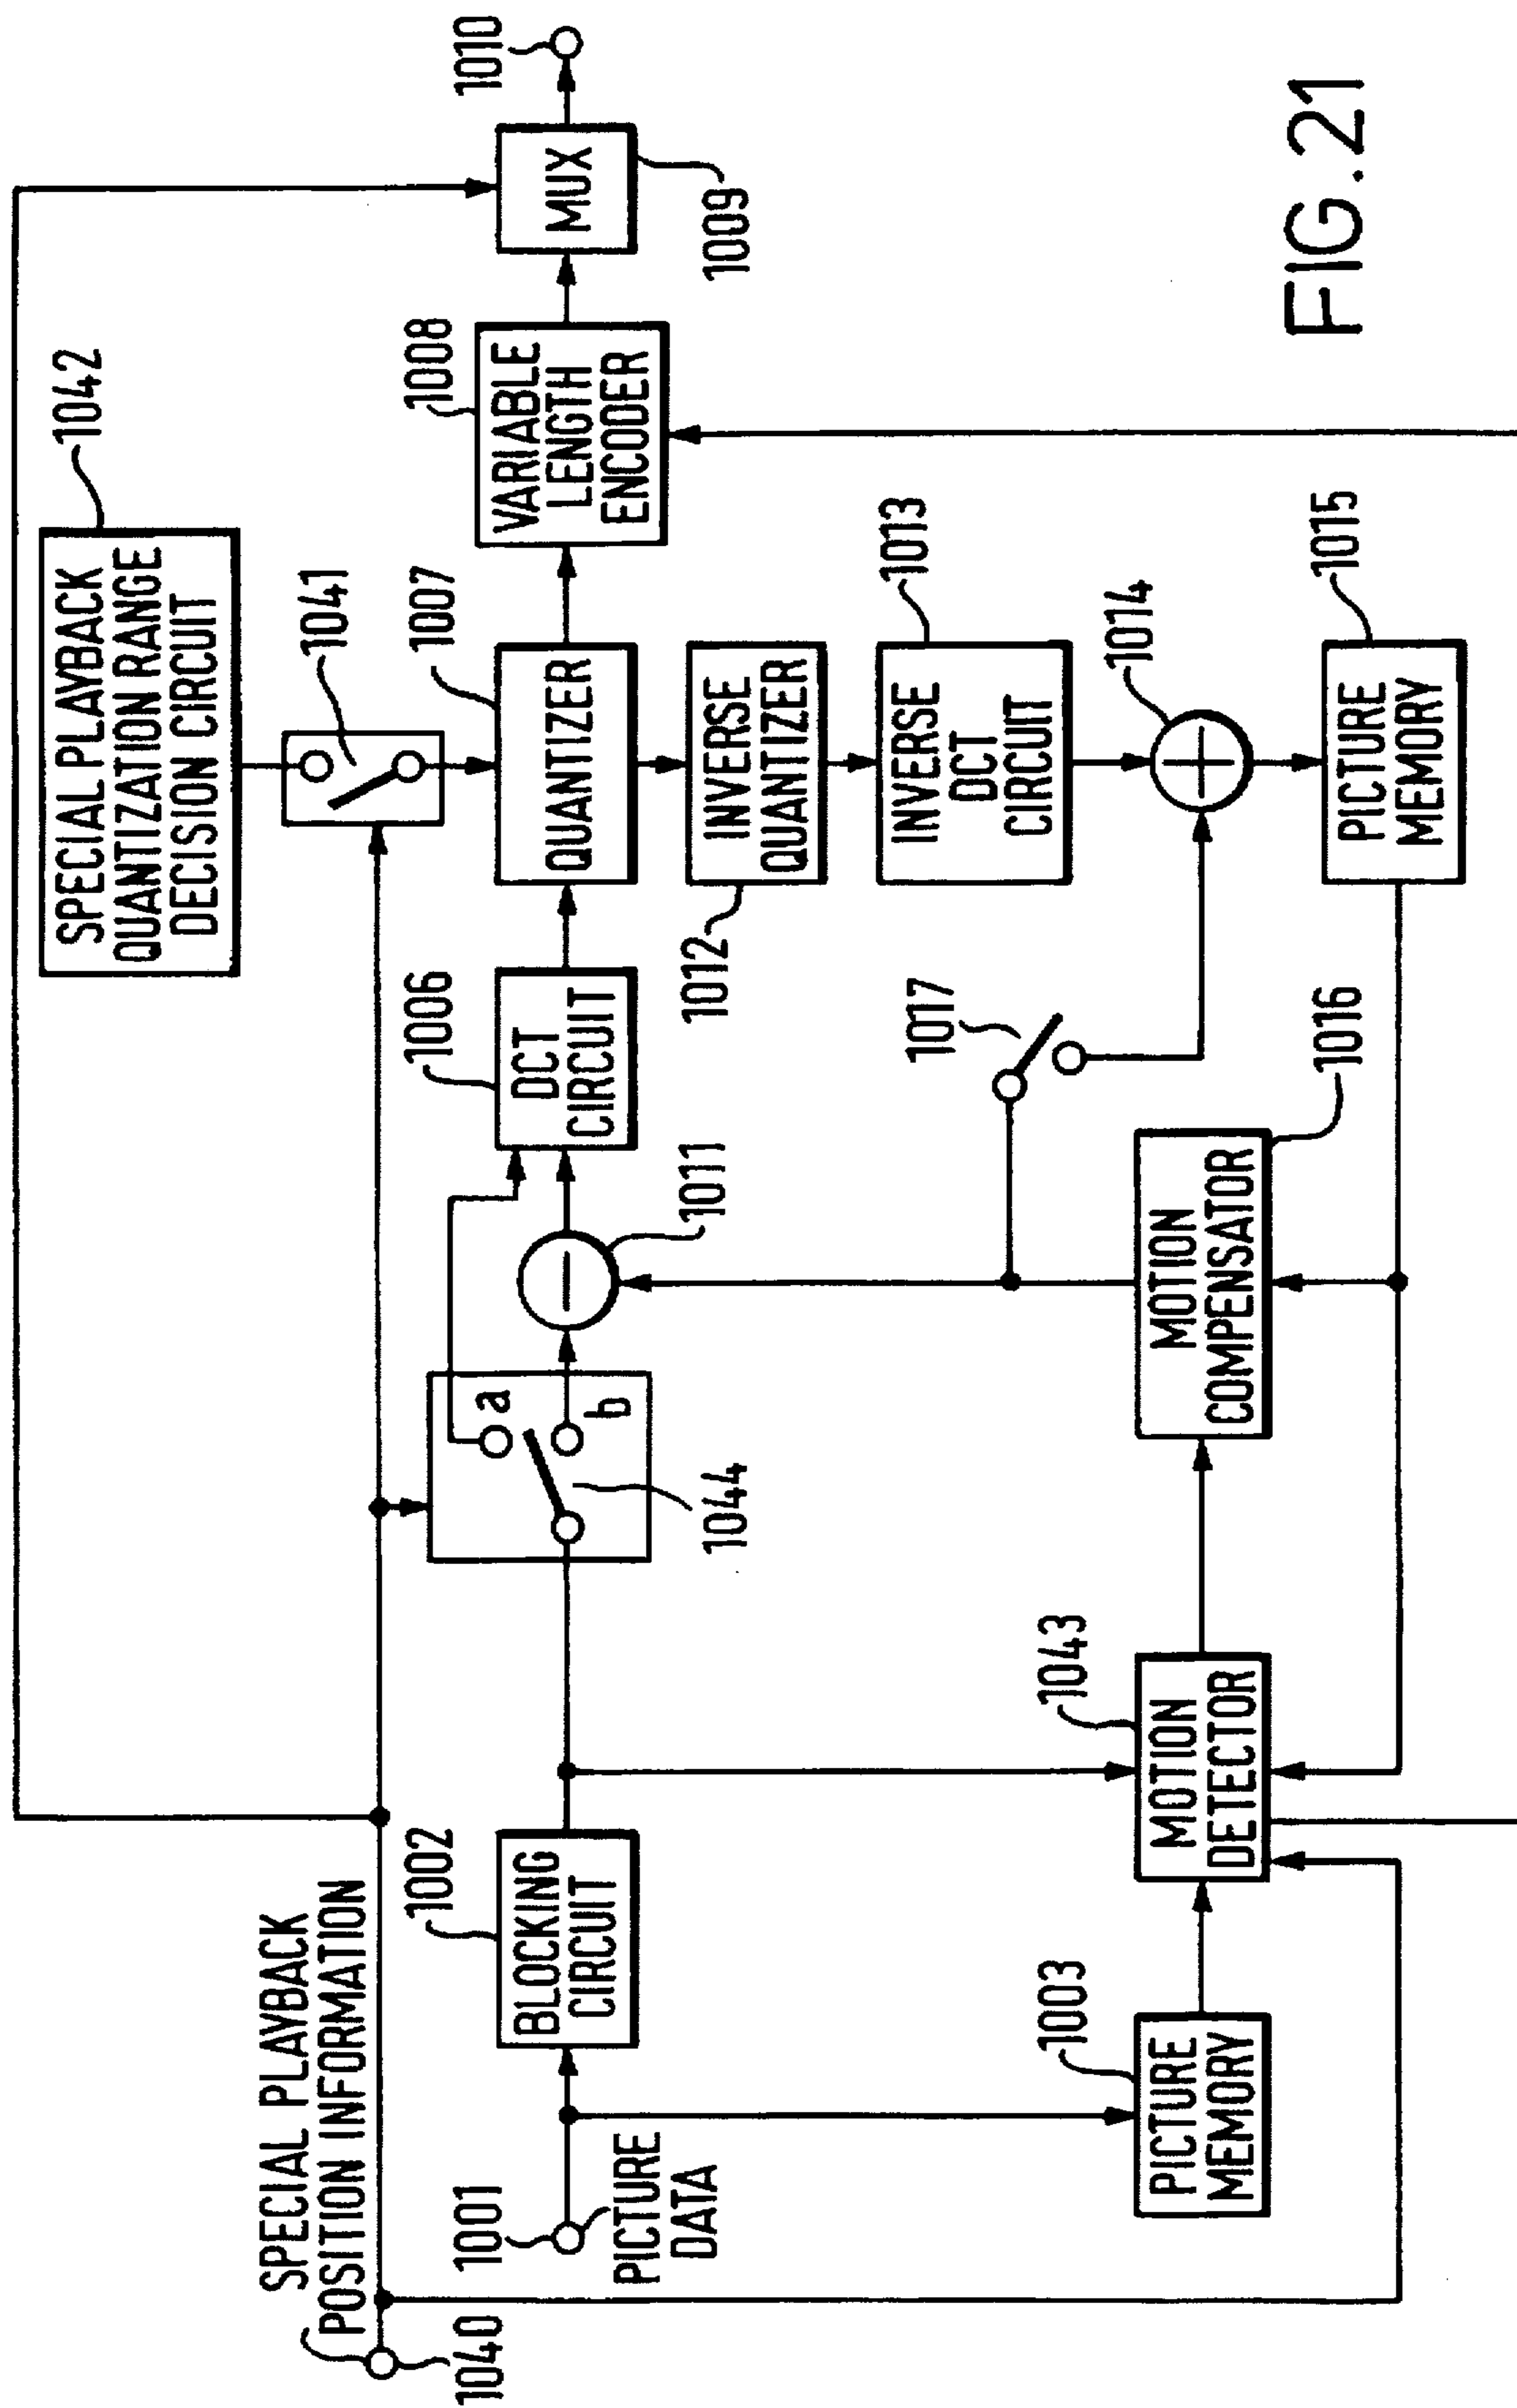 SPECIAL PLAYBACK
POSITION INFORMATION
1040
1001
PICTURE
DATA
1002
BLOCKING
CIRCUIT
1044
a
b
1011
1006
DCT
CIRCUIT
SPECIAL PLAYBACK
QUANTIZATION RANGE
DECISION CIRCUIT
1042
1041
1007
QUANTIZER
1008
VARIABLE
LENGTH
ENCODER
MUX
1009
1010
1012
INVERSE
QUANTIZER
1013
INVERSE
DCT
CIRCUIT
1014
1015
PICTURE
MEMORY
1017
1016
MOTION
COMPENSATOR
1043
MOTION
DETECTOR
1003
PICTURE
MEMORY
FIG.21